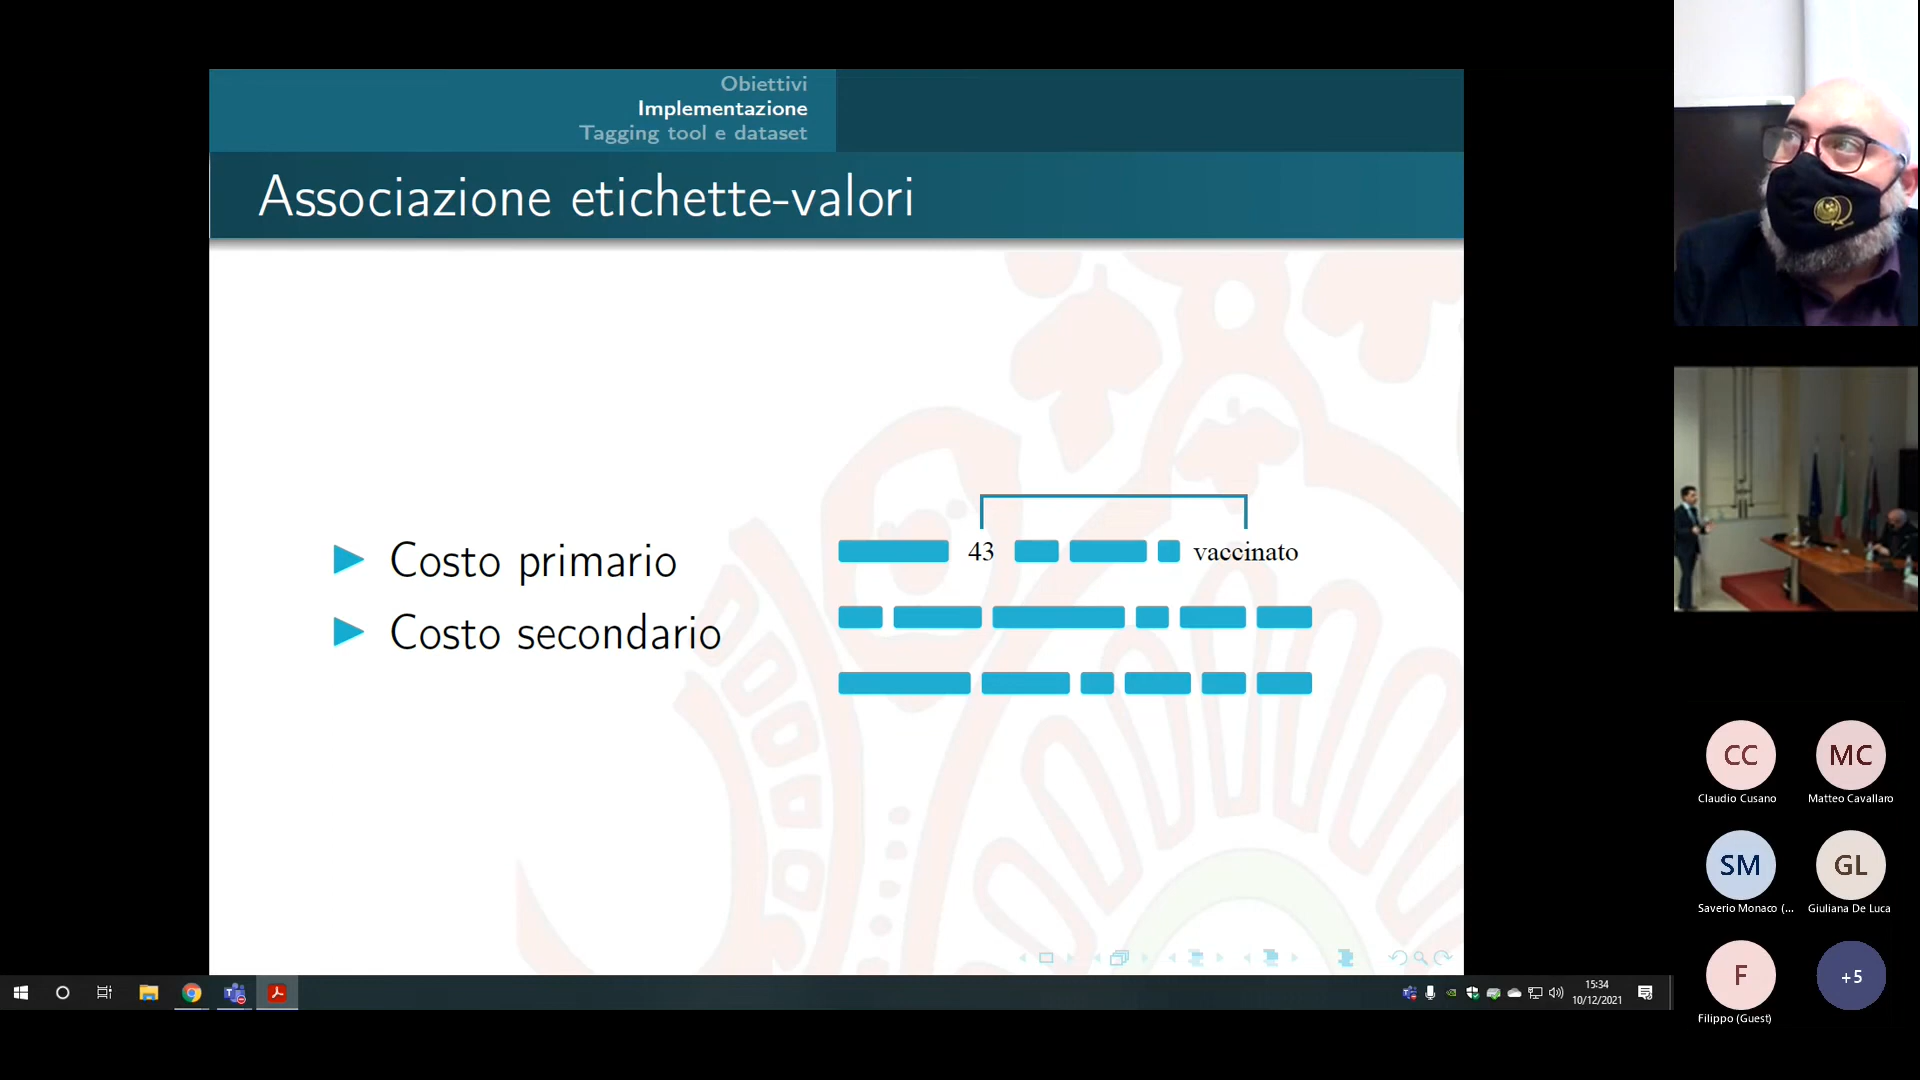 Obiettivi
Implementazione
Tagging tool e dataset
Associazione etichette-valori
Costo primario
Costo secondario
43 vaccinato
CC
MC
Claudio Cusano
Matteo Cavallaro
SM
GL
Saverio Monaco (...
Giuliana De Luca
F
+5
Filippo (Guest)
15:34
10/12/2021